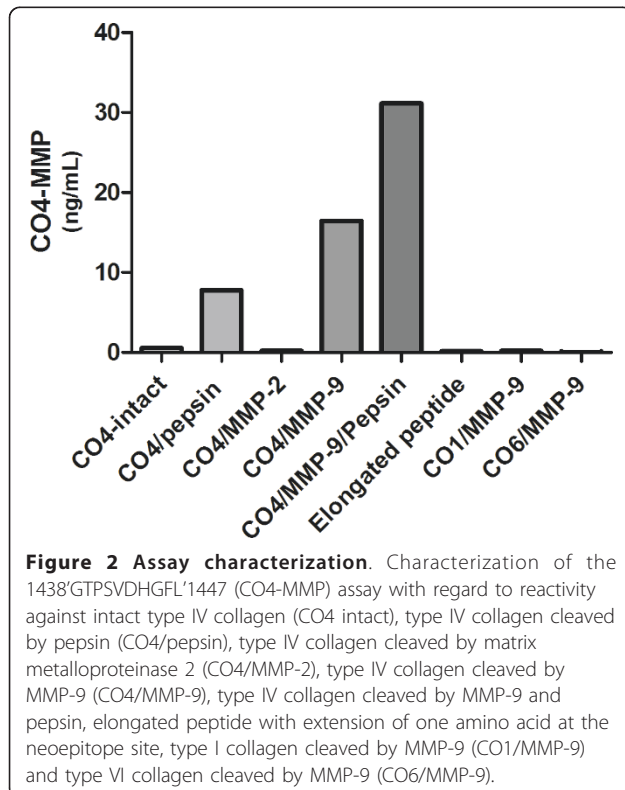 40
30
20
10
0
CO4-MMP
(ng/mL)
CO4-intact
CO4/pepsin
CO4/MMP-2
CO4/MMP-9
CO4/MMP-9/Pepsin
Elongated peptide
CO1/MMP-9
CO6/MMP-9
Figure 2 Assay characterization. Characterization of the
1438'GTPSVDHGFL'1447 (CO4-MMP) assay with regard to reactivity
against intact type IV collagen (CO4 intact), type IV collagen cleaved
by pepsin (CO4/pepsin), type IV collagen cleaved by matrix
metalloproteinase 2 (CO4/MMP-2), type IV collagen cleaved by
MMP-9 (CO4/MMP-9), type IV collagen cleaved by MMP-9 and
pepsin, elongated peptide with extension of one amino acid at the
neoepitope site, type I collagen cleaved by MMP-9 (CO1/MMP-9)
and type VI collagen cleaved by MMP-9 (CO6/MMP-9).